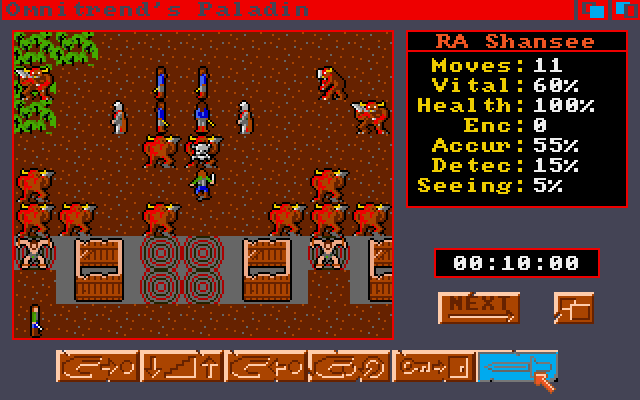 Omnitrend's Paladin
RA Shansee
Moves: 11
Vital: 60%
Health: 100%
Enc: 0
Accur: 55%
Detec: 15%
Seeing: 5%
00:10:00
NEXT